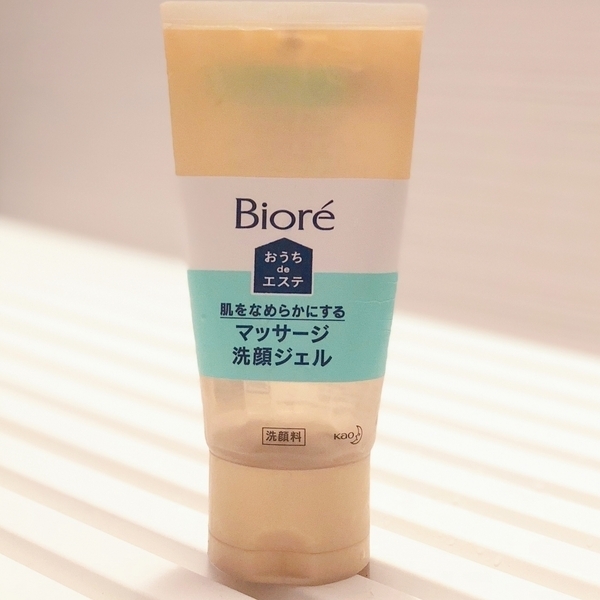 Bioré
おうち
de
エステ
肌をなめらかにする
マッサージ
洗顔ジェル
洗顔料
Kao